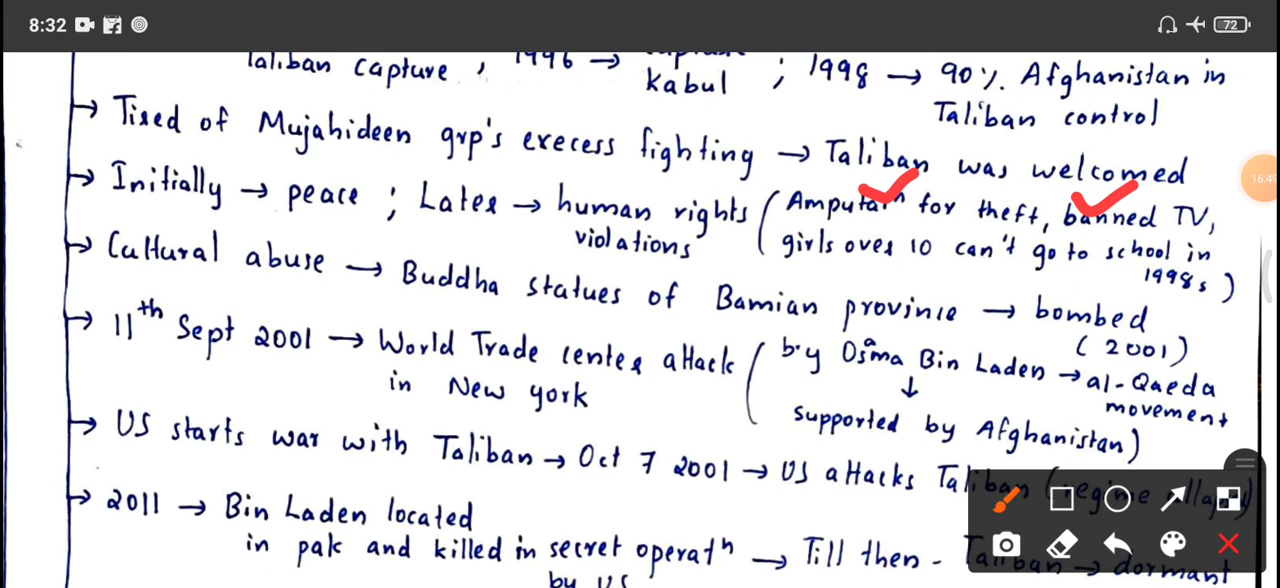 8:32
72
Taliban capture, 1996 → Kabul ; 1998 → 90%. Afghanistan in
Taliban control
→ Tired of Mujahideen grp's execess fighting → Taliban was welcomed
16:49
→ Initially → peace ; Later → human rights violations (Amputatⁿ for theft, banned TV,
girls over 10 can't go to school in
1998s)
→ Cultural abuse → Buddha statues of Bamian provinie → bombed
(2001)
→ 11th Sept 2001 → World Trade center attack (by Osama Bin Laden → al-Qaeda
in New york
movement
↓
supported by Afghanistan)
→ US starts war with Taliban → Oct 7 2001 → US attacks Taliban
→ 2011 → Bin Laden located
in pak and killed in secret operatⁿ → Till then - Taliban → dormant
by US